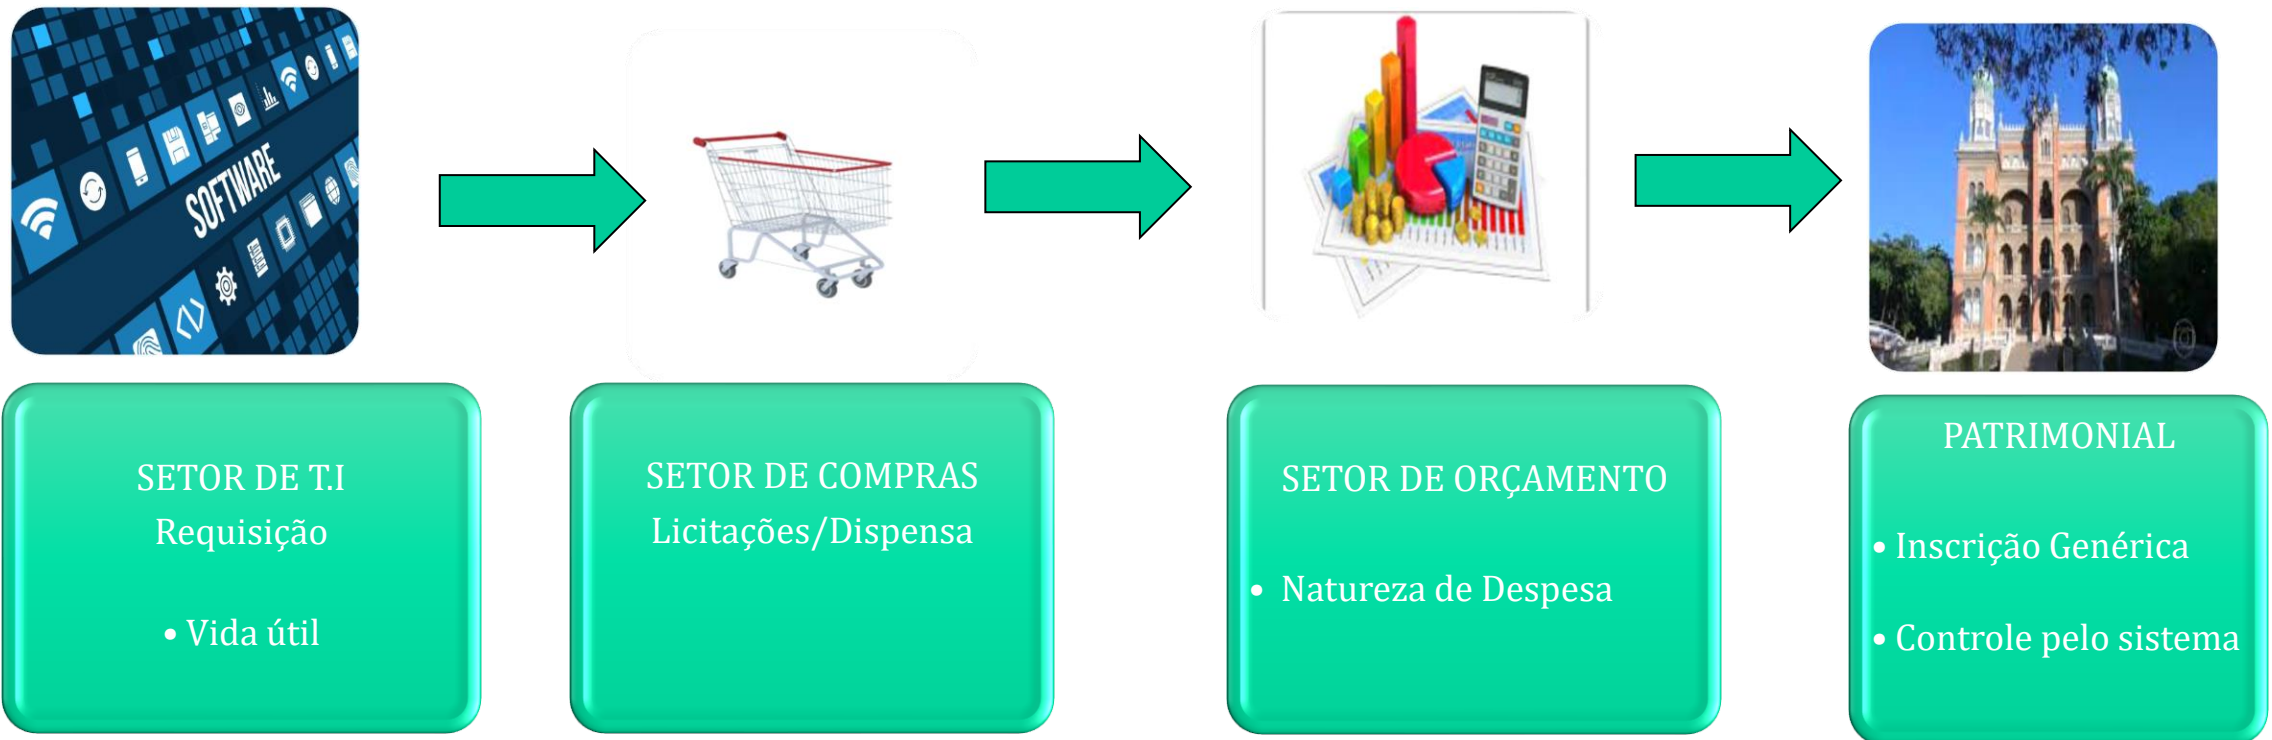 SOFTWARE
SETOR DE T.I
Requisição
• Vida útil
SETOR DE COMPRAS
Licitações/Dispensa
SETOR DE ORÇAMENTO
• Natureza de Despesa
PATRIMONIAL
• Inscrição Genérica
• Controle pelo sistema